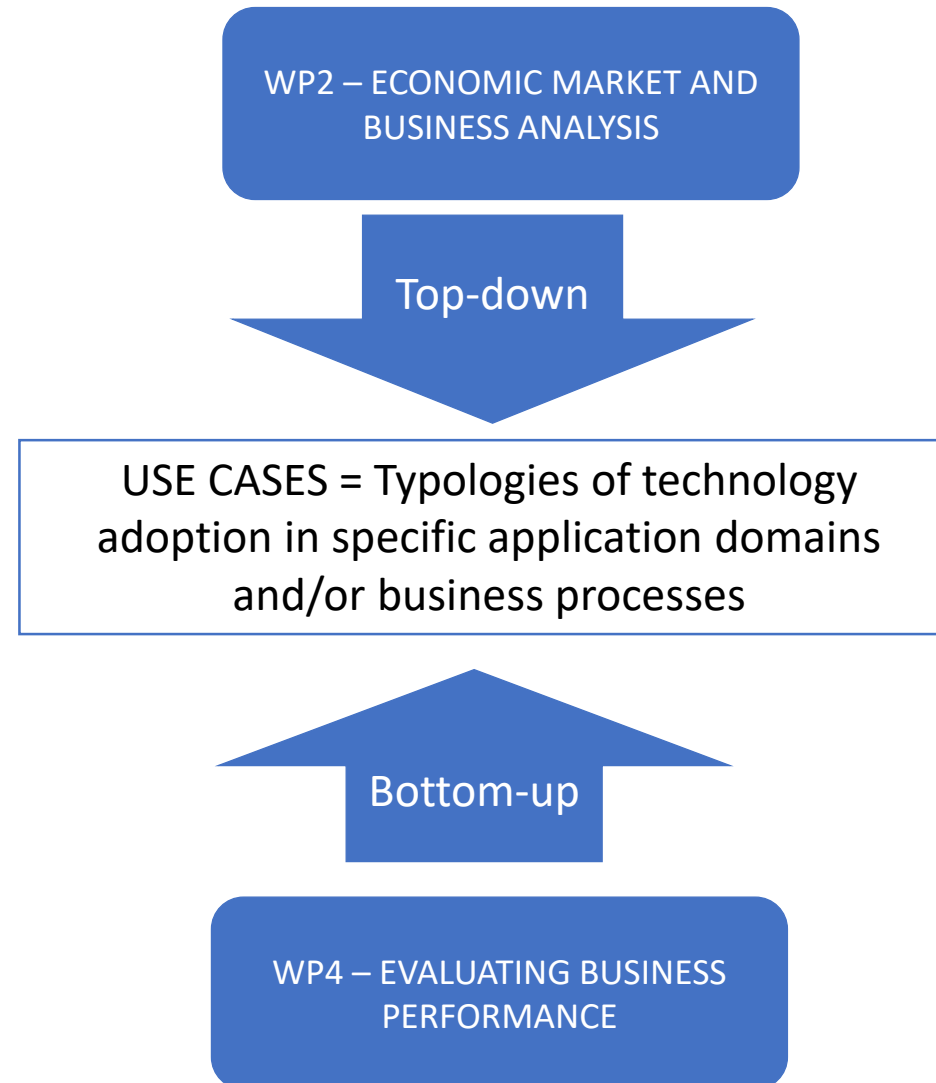 WP2 – ECONOMIC MARKET AND
BUSINESS ANALYSIS
Top-down
USE CASES = Typologies of technology
adoption in specific application domains
and/or business processes
Bottom-up
WP4 – EVALUATING BUSINESS
PERFORMANCE